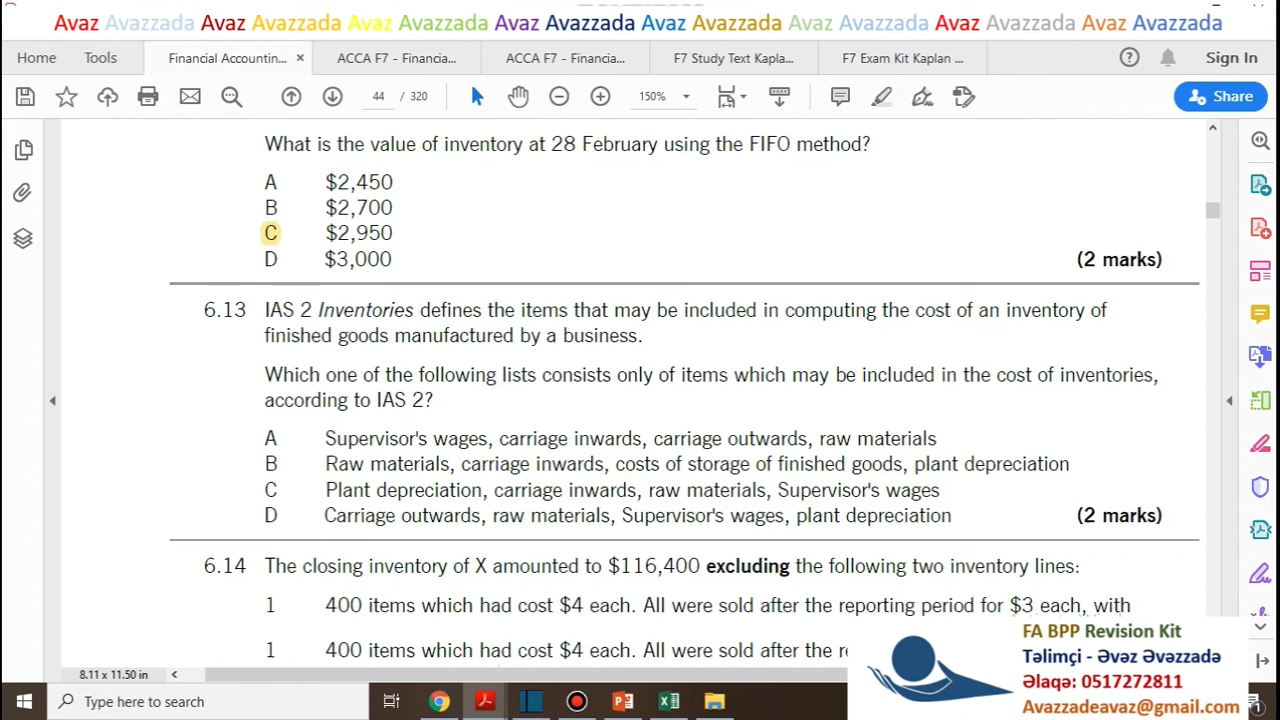 Avaz Avazzada Avaz Avazzada Avaz Avazzada Avaz Avazzada Avaz Avazzada Avaz Avazzada Avaz Avazzada Avaz Avazzada
Home Tools Financial Accountin... × ACCA F7 - Financia... ACCA F7 - Financia... F7 Study Text Kapla... F7 Exam Kit Kaplan ... Sign In
44 / 320 150% Share
What is the value of inventory at 28 February using the FIFO method?
A $2,450
B $2,700
C $2,950
D $3,000 (2 marks)
6.13 IAS 2 Inventories defines the items that may be included in computing the cost of an inventory of
finished goods manufactured by a business.
Which one of the following lists consists only of items which may be included in the cost of inventories,
according to IAS 2?
A Supervisor's wages, carriage inwards, carriage outwards, raw materials
B Raw materials, carriage inwards, costs of storage of finished goods, plant depreciation
C Plant depreciation, carriage inwards, raw materials, Supervisor's wages
D Carriage outwards, raw materials, Supervisor's wages, plant depreciation (2 marks)
6.14 The closing inventory of X amounted to $116,400 excluding the following two inventory lines:
1 400 items which had cost $4 each. All were sold after the reporting period for $3 each, with
1 400 items which had cost $4 each. All were sold after the
8.11 x 11.50 in
FA BPP Revision Kit
Təlimçi - Əvəz Əvəzzadə
Əlaqə: 0517272811
Avazzadeavaz@gmail.com
Type here to search